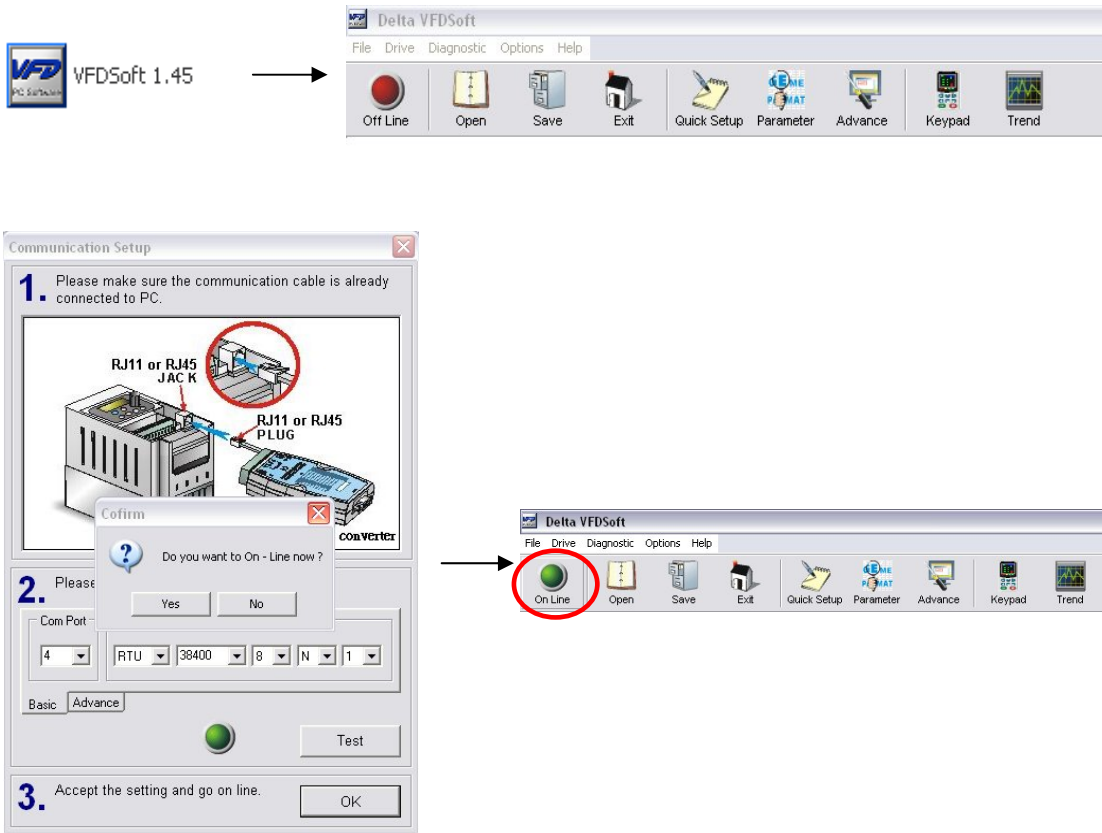 VFD
PC Software
VFDSoft 1.45
Delta VFDSoft
File Drive Diagnostic Options Help
Off Line Open Save Exit Quick Setup Parameter Advance Keypad Trend
Communication Setup
1. Please make sure the communication cable is already
connected to PC.
RJ11 or RJ45
JACK
RJ11 or RJ45
PLUG
converter
Cofirm
Do you want to On - Line now ?
Yes No
2. Please
Com Port
4 RTU 38400 8 N 1
Basic Advance
Test
3. Accept the setting and go on line.
OK
Delta VFDSoft
File Drive Diagnostic Options Help
On Line Open Save Exit Quick Setup Parameter Advance Keypad Trend